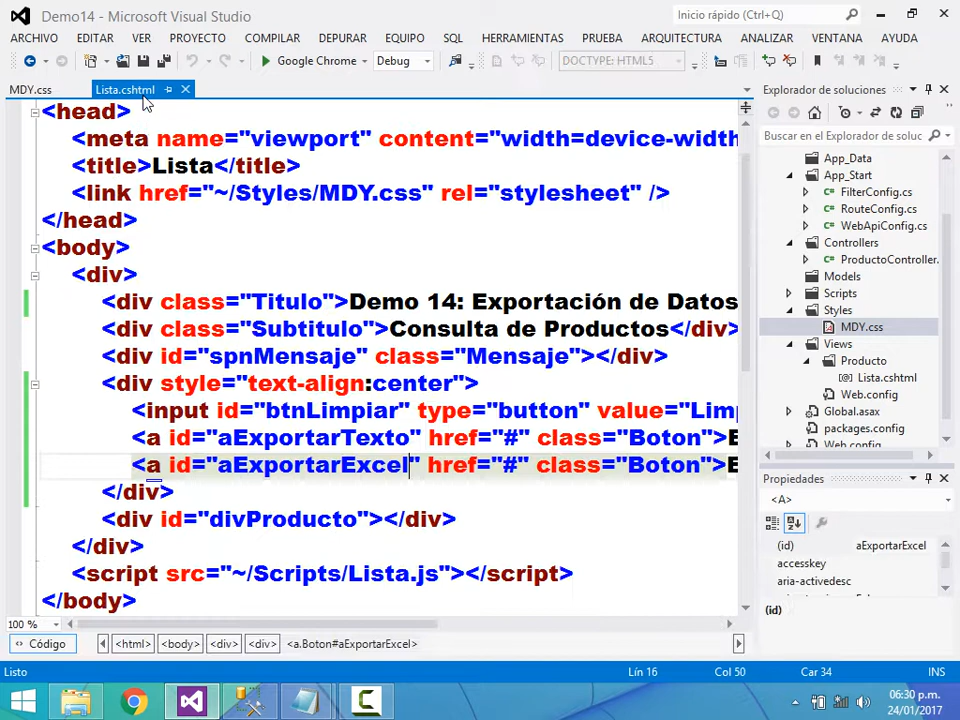 Demo14 - Microsoft Visual Studio
Inicio rápido (Ctrl+Q)
ARCHIVO EDITAR VER PROYECTO COMPILAR DEPURAR EQUIPO SQL HERRAMIENTAS PRUEBA ARQUITECTURA ANALIZAR VENTANA AYUDA
Google Chrome Debug DOCTYPE: HTML5
MDY.css Lista.cshtml
<head>
<meta name="viewport" content="width=device-width
<title>Lista</title>
<link href="~/Styles/MDY.css" rel="stylesheet" />
</head>
<body>
<div>
<div class="Titulo">Demo 14: Exportación de Datos
<div class="Subtitulo">Consulta de Productos</div>
<div id="spnMensaje" class="Mensaje"></div>
<div style="text-align:center">
<input id="btnLimpiar" type="button" value="Limp
<a id="aExportarTexto" href="#" class="Boton">E
<a id="aExportarExcel" href="#" class="Boton">E
</div>
<div id="divProducto"></div>
</div>
<script src="~/Scripts/Lista.js"></script>
</body>
100 %
Código <html> <body> <div> <div> <a.Boton#aExportarExcel>
Explorador de soluciones
Buscar en el Explorador de soluc
App_Data
App_Start
FilterConfig.cs
RouteConfig.cs
WebApiConfig.cs
Controllers
ProductoController.
Models
Scripts
Styles
MDY.css
Views
Producto
Lista.cshtml
Web.config
Global.asax
packages.config
Propiedades
<A>
(id) aExportarExcel
accesskey
aria-activedesc
(id)
Listo Lín 16 Col 50 Car 34 INS
06:30 p.m.
24/01/2017